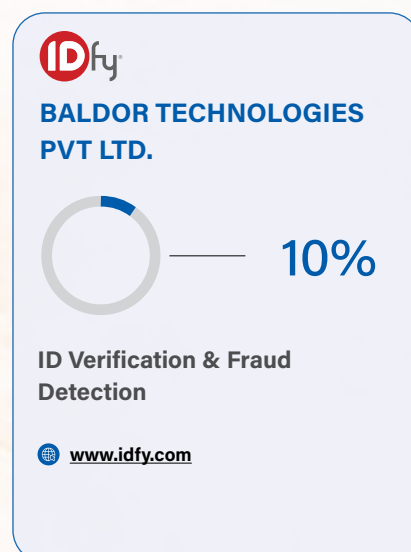 IDfy
BALDOR TECHNOLOGIES
PVT LTD.
10%
ID Verification & Fraud
Detection
www.idfy.com